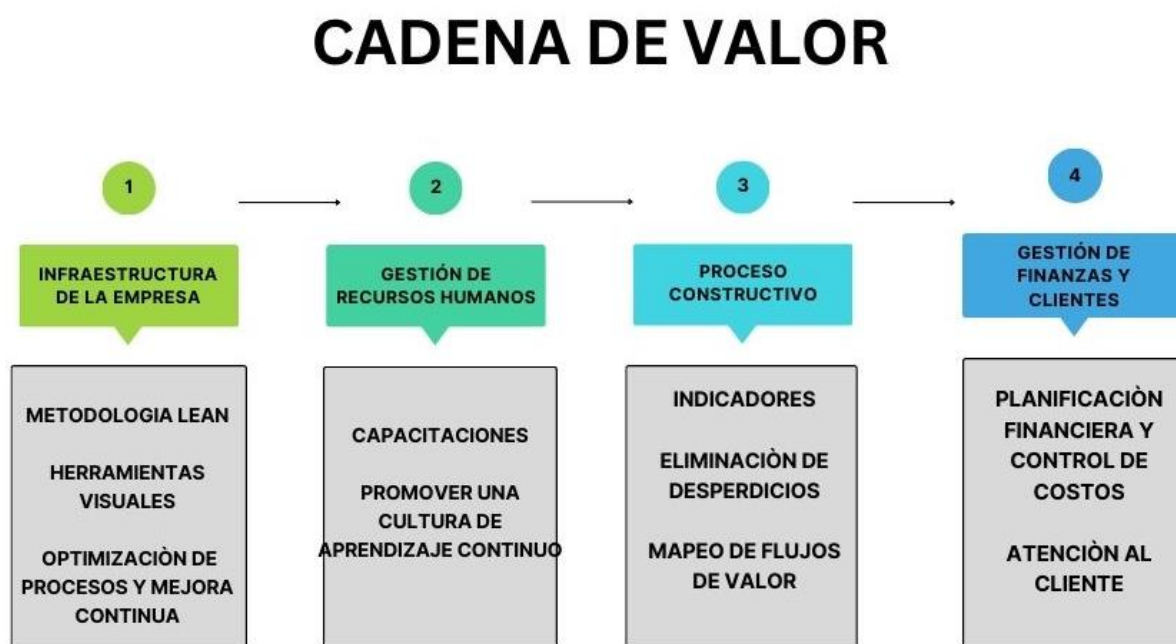 CADENA DE VALOR
1
INFRAESTRUCTURA
DE LA EMPRESA
METODOLOGIA LEAN
HERRAMIENTAS
VISUALES
OPTIMIZACIÒN DE
PROCESOS Y MEJORA
CONTINUA
2
GESTIÓN DE
RECURSOS HUMANOS
CAPACITACIONES
PROMOVER UNA
CULTURA DE
APRENDIZAJE CONTINUO
3
PROCESO
CONSTRUCTIVO
INDICADORES
ELIMINACIÒN DE
DESPERDICIOS
MAPEO DE FLUJOS
DE VALOR
4
GESTIÓN DE
FINANZAS Y
CLIENTES
PLANIFICACIÒN
FINANCIERA Y
CONTROL DE
COSTOS
ATENCIÒN AL
CLIENTE